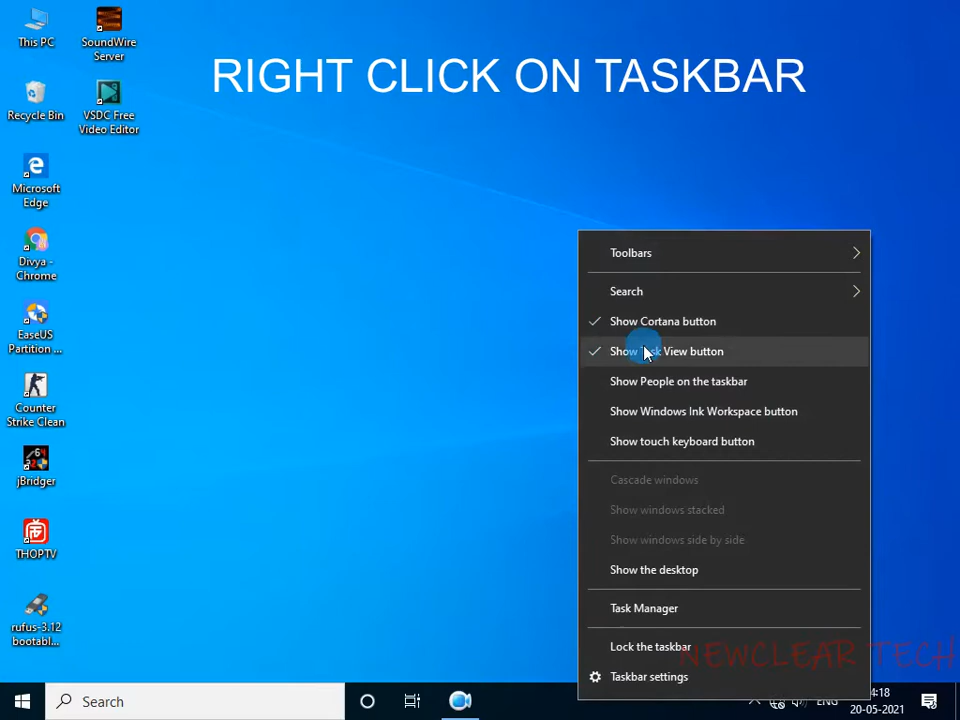 This PC
SoundWire
Server
RIGHT CLICK ON TASKBAR
Recycle Bin
VSDC Free
Video Editor
Microsoft
Edge
Divya -
Chrome
EaseUS
Partition ...
Counter
Strike Clean
jBridger
THOPTV
rufus-3.12
bootabl...
Toolbars
Search
Show Cortana button
Show Task View button
Show People on the taskbar
Show Windows Ink Workspace button
Show touch keyboard button
Cascade windows
Show windows stacked
Show windows side by side
Show the desktop
Task Manager
Lock the taskbar
NEWCLEAR TECH
Taskbar settings
Search
ENG
4:18
20-05-2021